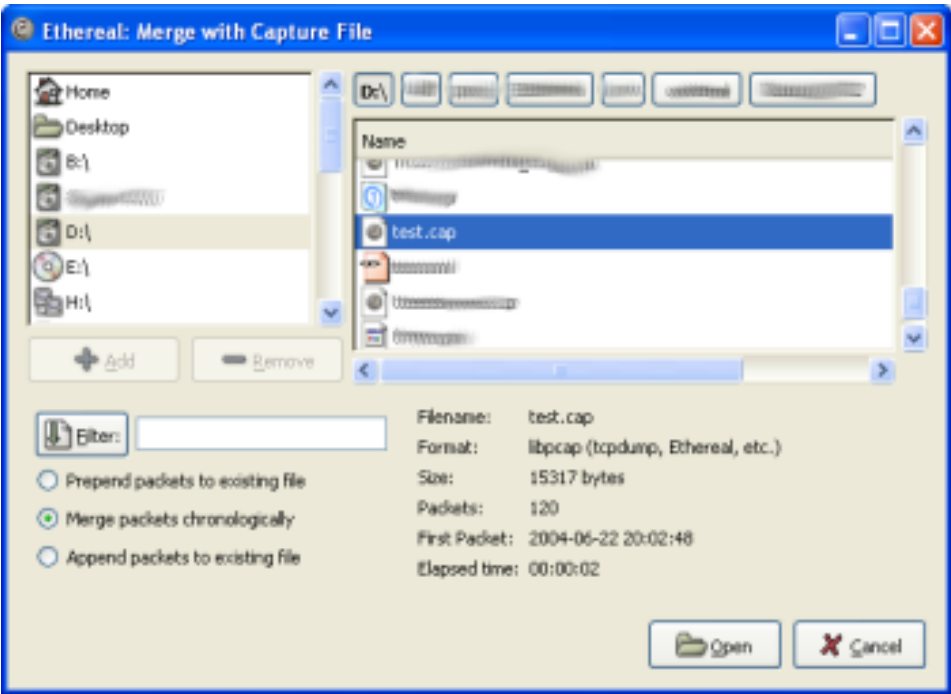 Ethereal: Merge with Capture File
Home
Desktop
B:\
D:\
E:\
H:\
Add
Remove
D:\
Name
test.cap
Filter:
Prepend packets to existing file
Merge packets chronologically
Append packets to existing file
Filename: test.cap
Format: libpcap (tcpdump, Ethereal, etc.)
Size: 15317 bytes
Packets: 120
First Packet: 2004-06-22 20:02:48
Elapsed time: 00:00:02
Open
Cancel